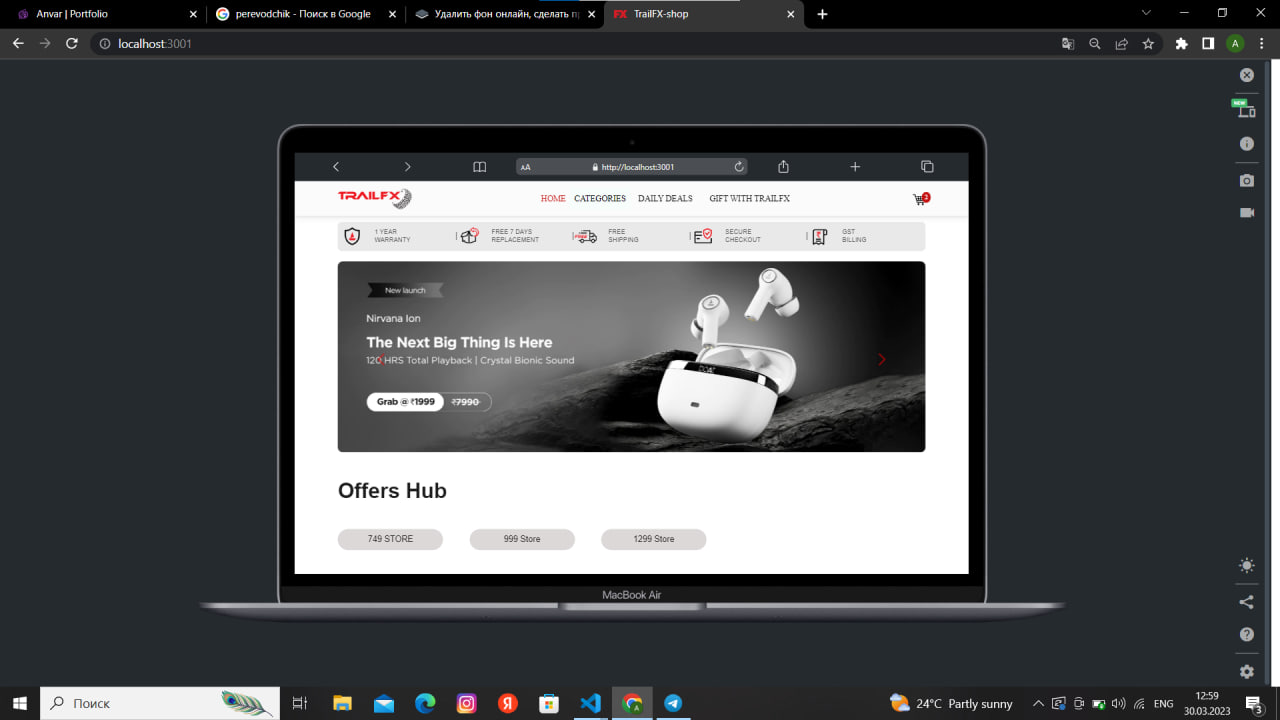 Anvar | Portfolio
perevodchik - Поиск в Google
Удалить фон онлайн, сделать пр
FX TrailFX-shop
localhost:3001
A
NEW
AA http://localhost:3001
TRAILFX
HOME CATEGORIES DAILY DEALS GIFT WITH TRAILFX
1 YEAR
WARRANTY
| FREE 7 DAYS
REPLACEMENT
| FREE
SHIPPING
| SECURE
CHECKOUT
| GST
BILLING
New launch
Nirvana Ion
The Next Big Thing Is Here
120 HRS Total Playback | Crystal Bionic Sound
Grab @ ₹1999 ₹7990
Offers Hub
749 STORE 999 Store 1299 Store
MacBook Air
Поиск
24°C Partly sunny
ENG
12:59
30.03.2023
3